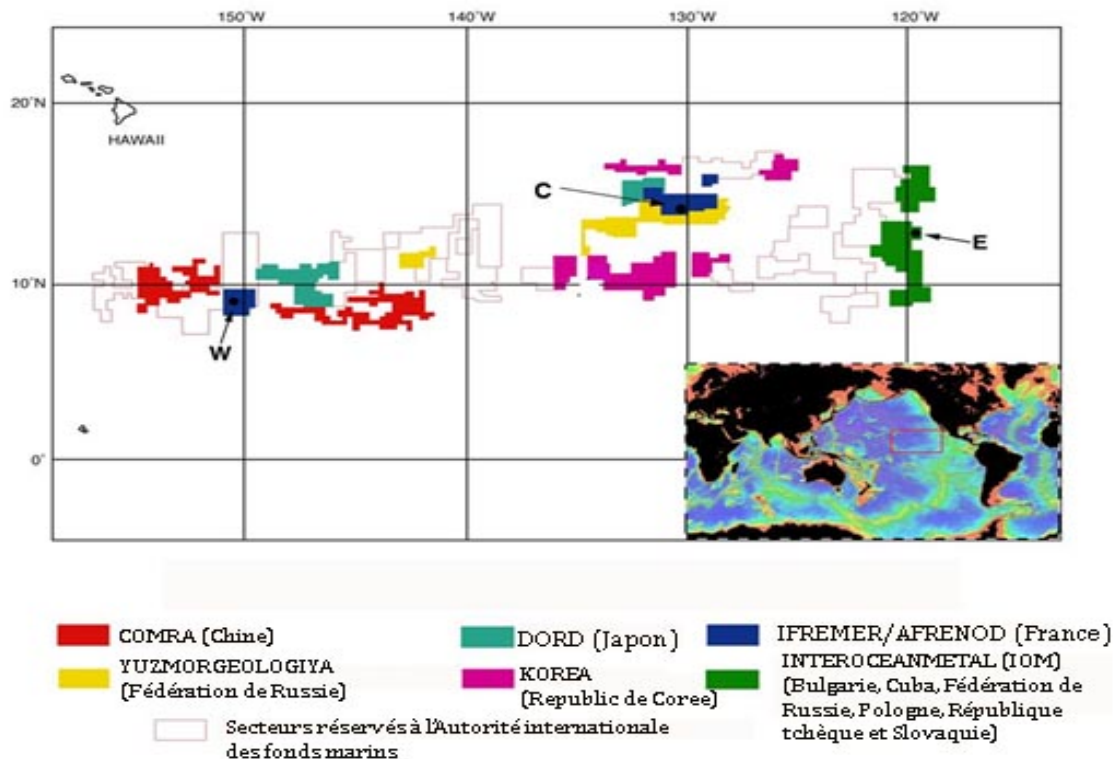 150°W 140°W 130°W 120°W
20°N
HAWAII
C
E
10°N
W
0°
COMRA (Chine)
DORD (Japon)
IFREMER/AFRENOD (France)
YUZMORGEOLOGIYA
(Fédération de Russie)
KOREA
(Republic de Coree)
INTEROCEANMETAL (IOM)
(Bulgarie, Cuba, Fédération de
Russie, Pologne, République
tchèque et Slovaquie)
Secteurs réservés à l'Autorité internationale
des fonds marins